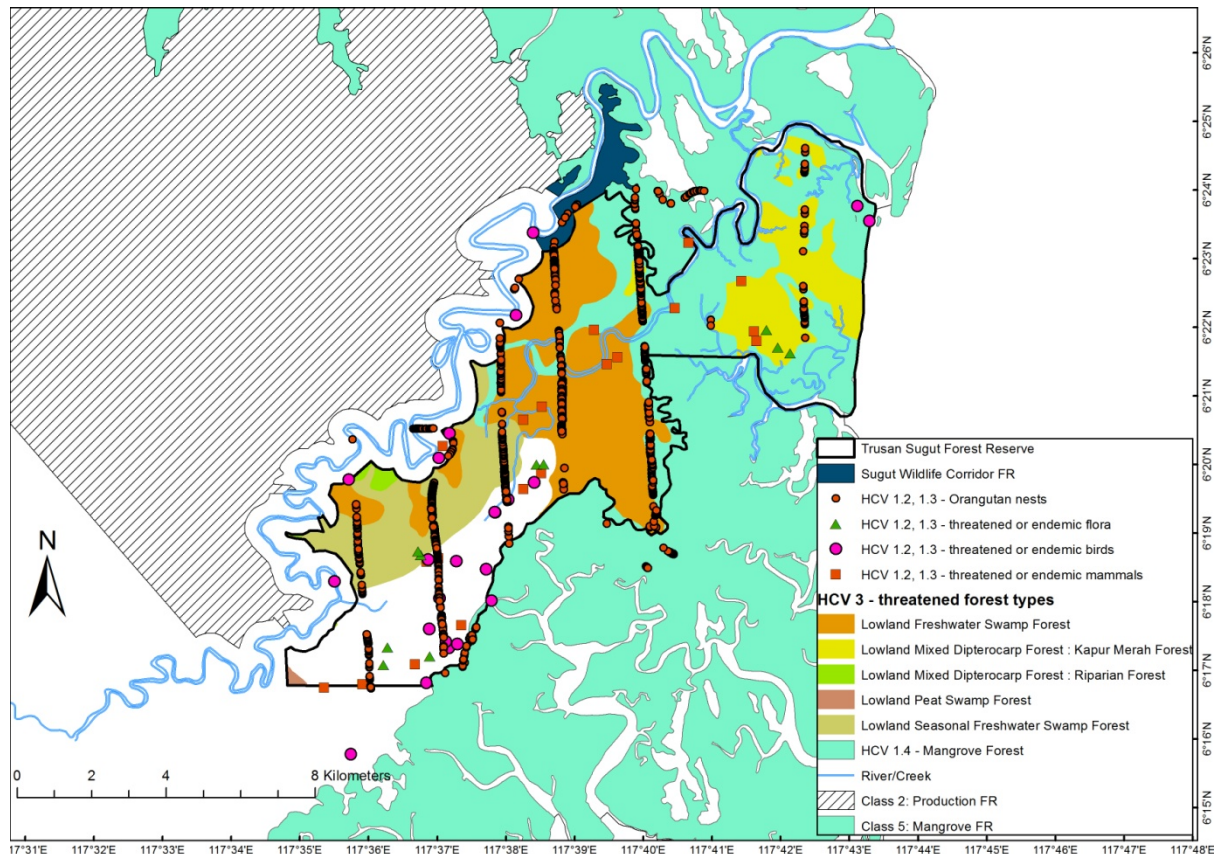 6°26'N
6°25'N
6°24'N
6°23'N
6°22'N
6°21'N
6°20'N
6°19'N
6°18'N
6°17'N
6°16'N
6°15'N
N
0 2 4 8 Kilometers
Trusan Sugut Forest Reserve
Sugut Wildlife Corridor FR
HCV 1.2, 1.3 - Orangutan nests
HCV 1.2, 1.3 - threatened or endemic flora
HCV 1.2, 1.3 - threatened or endemic birds
HCV 1.2, 1.3 - threatened or endemic mammals
HCV 3 - threatened forest types
Lowland Freshwater Swamp Forest
Lowland Mixed Dipterocarp Forest : Kapur Merah Forest
Lowland Mixed Dipterocarp Forest : Riparian Forest
Lowland Peat Swamp Forest
Lowland Seasonal Freshwater Swamp Forest
HCV 1.4 - Mangrove Forest
River/Creek
Class 2: Production FR
Class 5: Mangrove FR
117°31'E 117°32'E 117°33'E 117°34'E 117°35'E 117°36'E 117°37'E 117°38'E 117°39'E 117°40'E 117°41'E 117°42'E 117°43'E 117°44'E 117°45'E 117°46'E 117°47'E 117°48'E